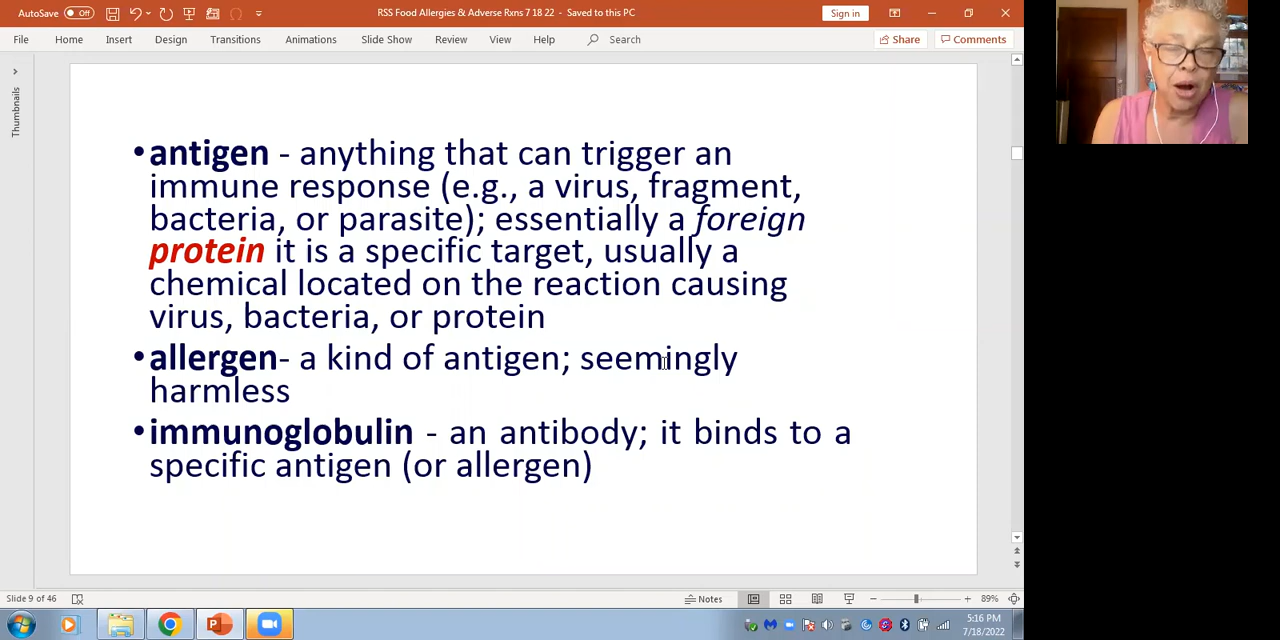 AutoSave Off RSS Food Allergies & Adverse Rxns 7 18 22 - Saved to this PC Sign in
File Home Insert Design Transitions Animations Slide Show Review View Help Search Share Comments
Thumbnails
•antigen - anything that can trigger an
immune response (e.g., a virus, fragment,
bacteria, or parasite); essentially a foreign
protein it is a specific target, usually a
chemical located on the reaction causing
virus, bacteria, or protein
•allergen- a kind of antigen; seemingly
harmless
•immunoglobulin - an antibody; it binds to a
specific antigen (or allergen)
Slide 9 of 46 Notes 89%
5:16 PM
7/18/2022